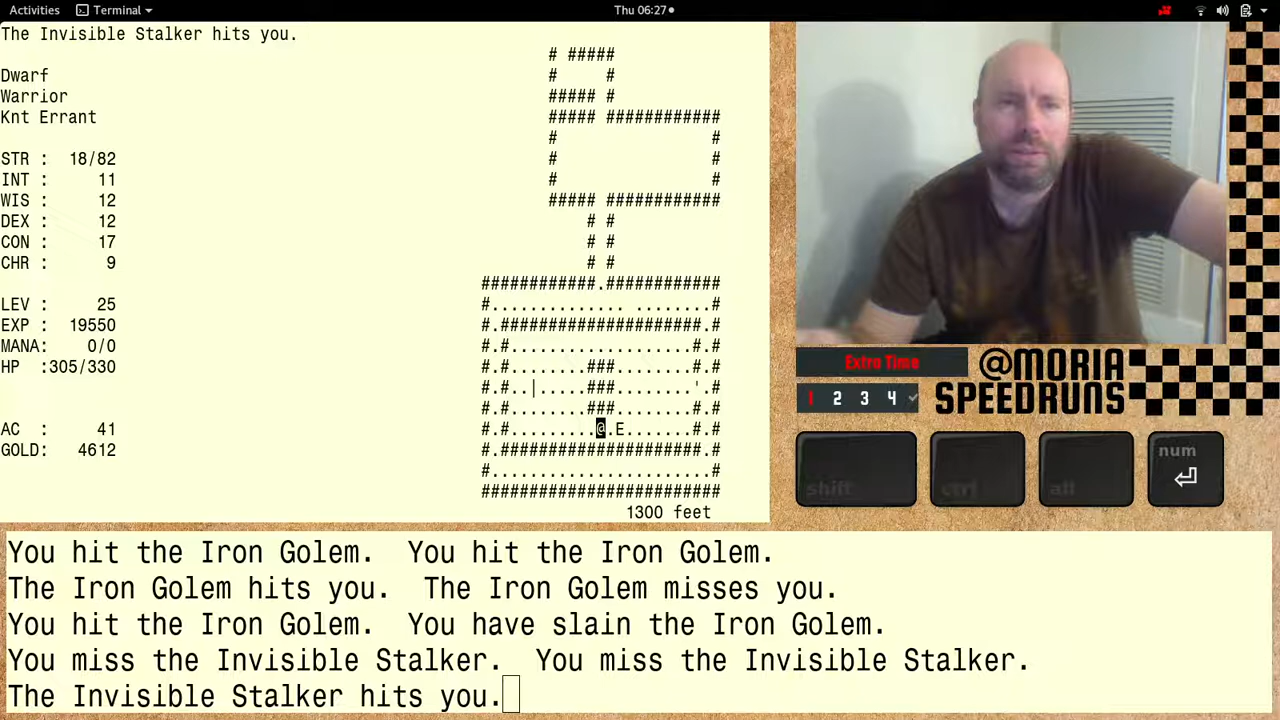 Activities Terminal Thu 06:27
The Invisible Stalker hits you.
# #####
Dwarf # #
Warrior ##### #
Knt Errant ##### ############
# #
STR : 18/82 # #
INT : 11 # #
WIS : 12 ##### ############
DEX : 12 # #
CON : 17 # #
CHR : 9 # #
############.############
LEV : 25 #.............. ........#
EXP : 19550 #.#####################.#
MANA: 0/0 #.#...................#.#
HP :305/330 #.#........###........#.#
#.#..|.....###........'.#
#.#........###........#.#
AC : 41 #.#.........@.E.......#.#
GOLD: 4612 #.#####################.#
#.......................#
#########################
1300 feet
Extra Time
1 2 3 4
@MORIA
SPEEDRUNS
shift ctrl alt num
You hit the Iron Golem. You hit the Iron Golem.
The Iron Golem hits you. The Iron Golem misses you.
You hit the Iron Golem. You have slain the Iron Golem.
You miss the Invisible Stalker. You miss the Invisible Stalker.
The Invisible Stalker hits you.